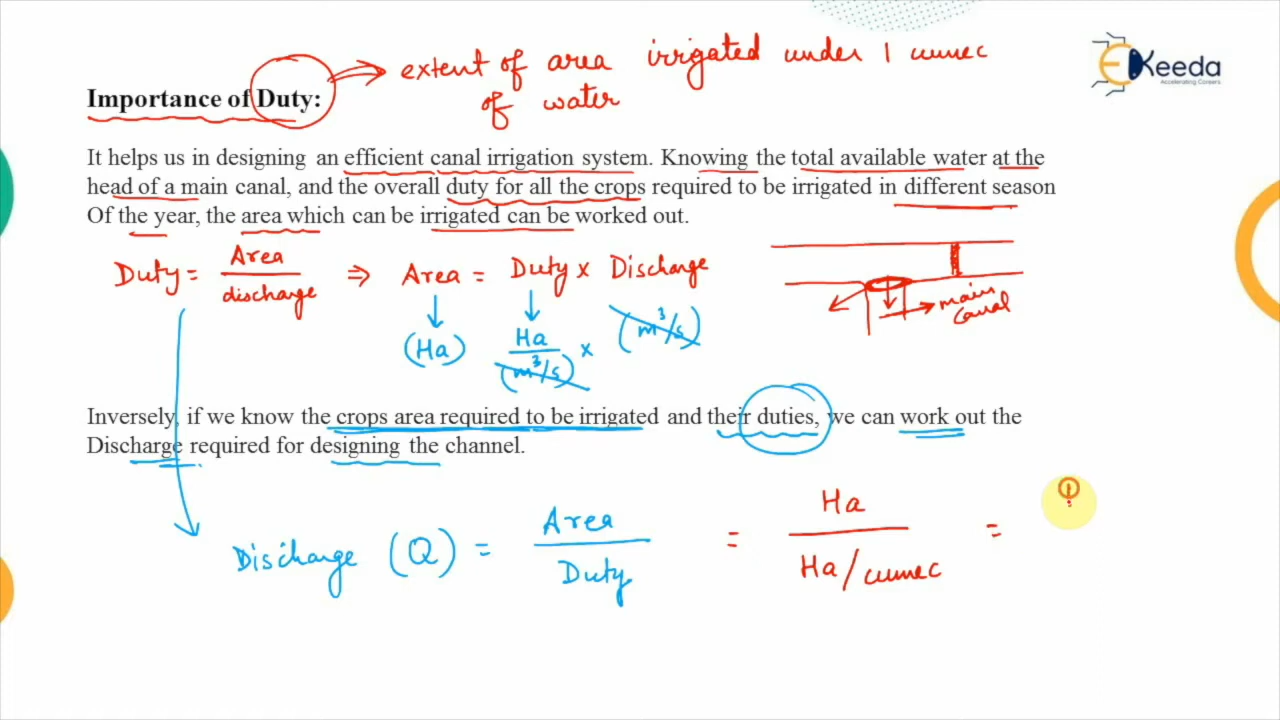 extent of area irrigated under 1 cumec
of water
Importance of Duty:
Keeda
Accelerating Careers
It helps us in designing an efficient canal irrigation system. Knowing the total available water at the
head of a main canal, and the overall duty for all the crops required to be irrigated in different season
Of the year, the area which can be irrigated can be worked out.
Duty = Area / discharge ⇒ Area = Duty × Discharge
main
canal
(Ha) Ha / (m³/s) × (m³/s)
Inversely, if we know the crops area required to be irrigated and their duties, we can work out the
Discharge required for designing the channel.
Discharge (Q) = Area / Duty = Ha / Ha/cumec =